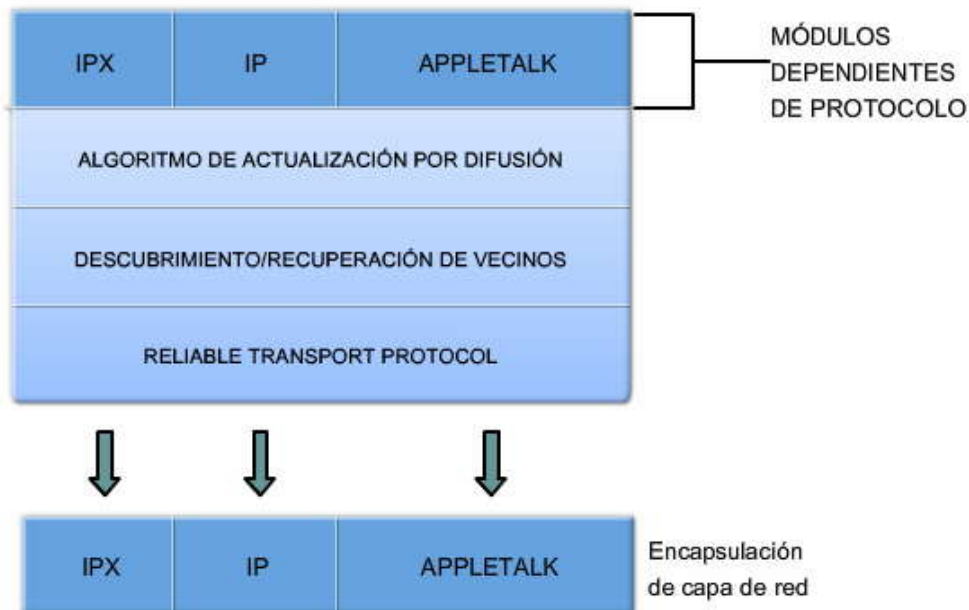 IPX IP APPLETALK
MÓDULOS
DEPENDIENTES
DE PROTOCOLO
ALGORITMO DE ACTUALIZACIÓN POR DIFUSIÓN
DESCUBRIMIENTO/RECUPERACIÓN DE VECINOS
RELIABLE TRANSPORT PROTOCOL
IPX IP APPLETALK
Encapsulación
de capa de red